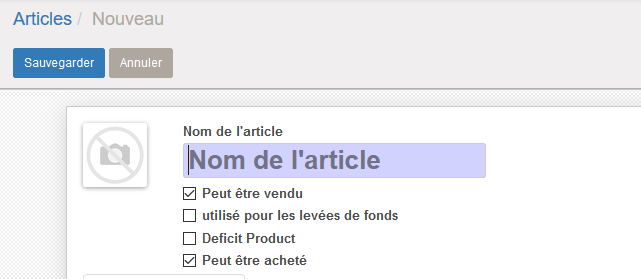 Articles / Nouveau
Sauvegarder Annuler
Nom de l'article
Nom de l'article
Peut être vendu
utilisé pour les levées de fonds
Deficit Product
Peut être acheté